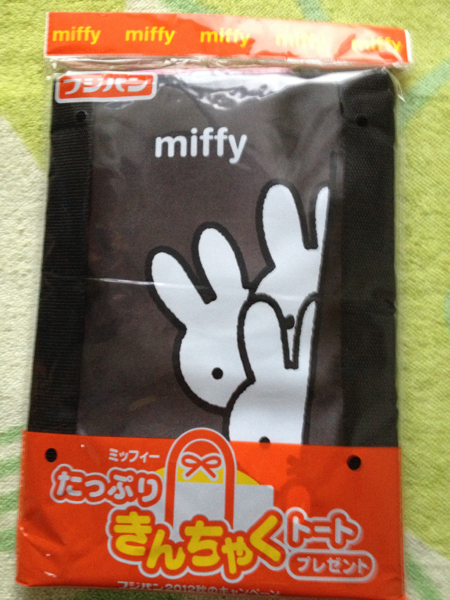 miffy miffy miffy miffy miffy
フジパン
miffy
ミッフィー
たっぷり
きんちゃく
トート
プレゼント
フジパン2012秋のキャンペーン